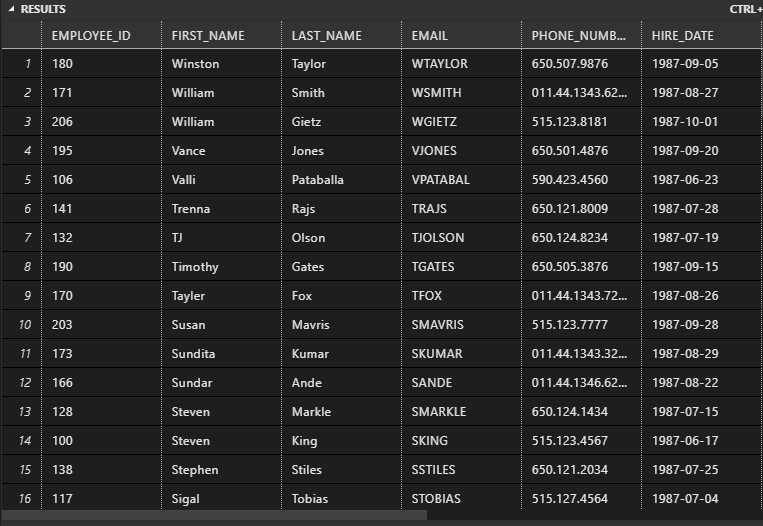 RESULTS CTRL+
EMPLOYEE_ID FIRST_NAME LAST_NAME EMAIL PHONE_NUMB... HIRE_DATE
1 180 Winston Taylor WTAYLOR 650.507.9876 1987-09-05
2 171 William Smith WSMITH 011.44.1343.62... 1987-08-27
3 206 William Gietz WGIETZ 515.123.8181 1987-10-01
4 195 Vance Jones VJONES 650.501.4876 1987-09-20
5 106 Valli Pataballa VPATABAL 590.423.4560 1987-06-23
6 141 Trenna Rajs TRAJS 650.121.8009 1987-07-28
7 132 TJ Olson TJOLSON 650.124.8234 1987-07-19
8 190 Timothy Gates TGATES 650.505.3876 1987-09-15
9 170 Tayler Fox TFOX 011.44.1343.72... 1987-08-26
10 203 Susan Mavris SMAVRIS 515.123.7777 1987-09-28
11 173 Sundita Kumar SKUMAR 011.44.1343.32... 1987-08-29
12 166 Sundar Ande SANDE 011.44.1346.62... 1987-08-22
13 128 Steven Markle SMARKLE 650.124.1434 1987-07-15
14 100 Steven King SKING 515.123.4567 1987-06-17
15 138 Stephen Stiles SSTILES 650.121.2034 1987-07-25
16 117 Sigal Tobias STOBIAS 515.127.4564 1987-07-04